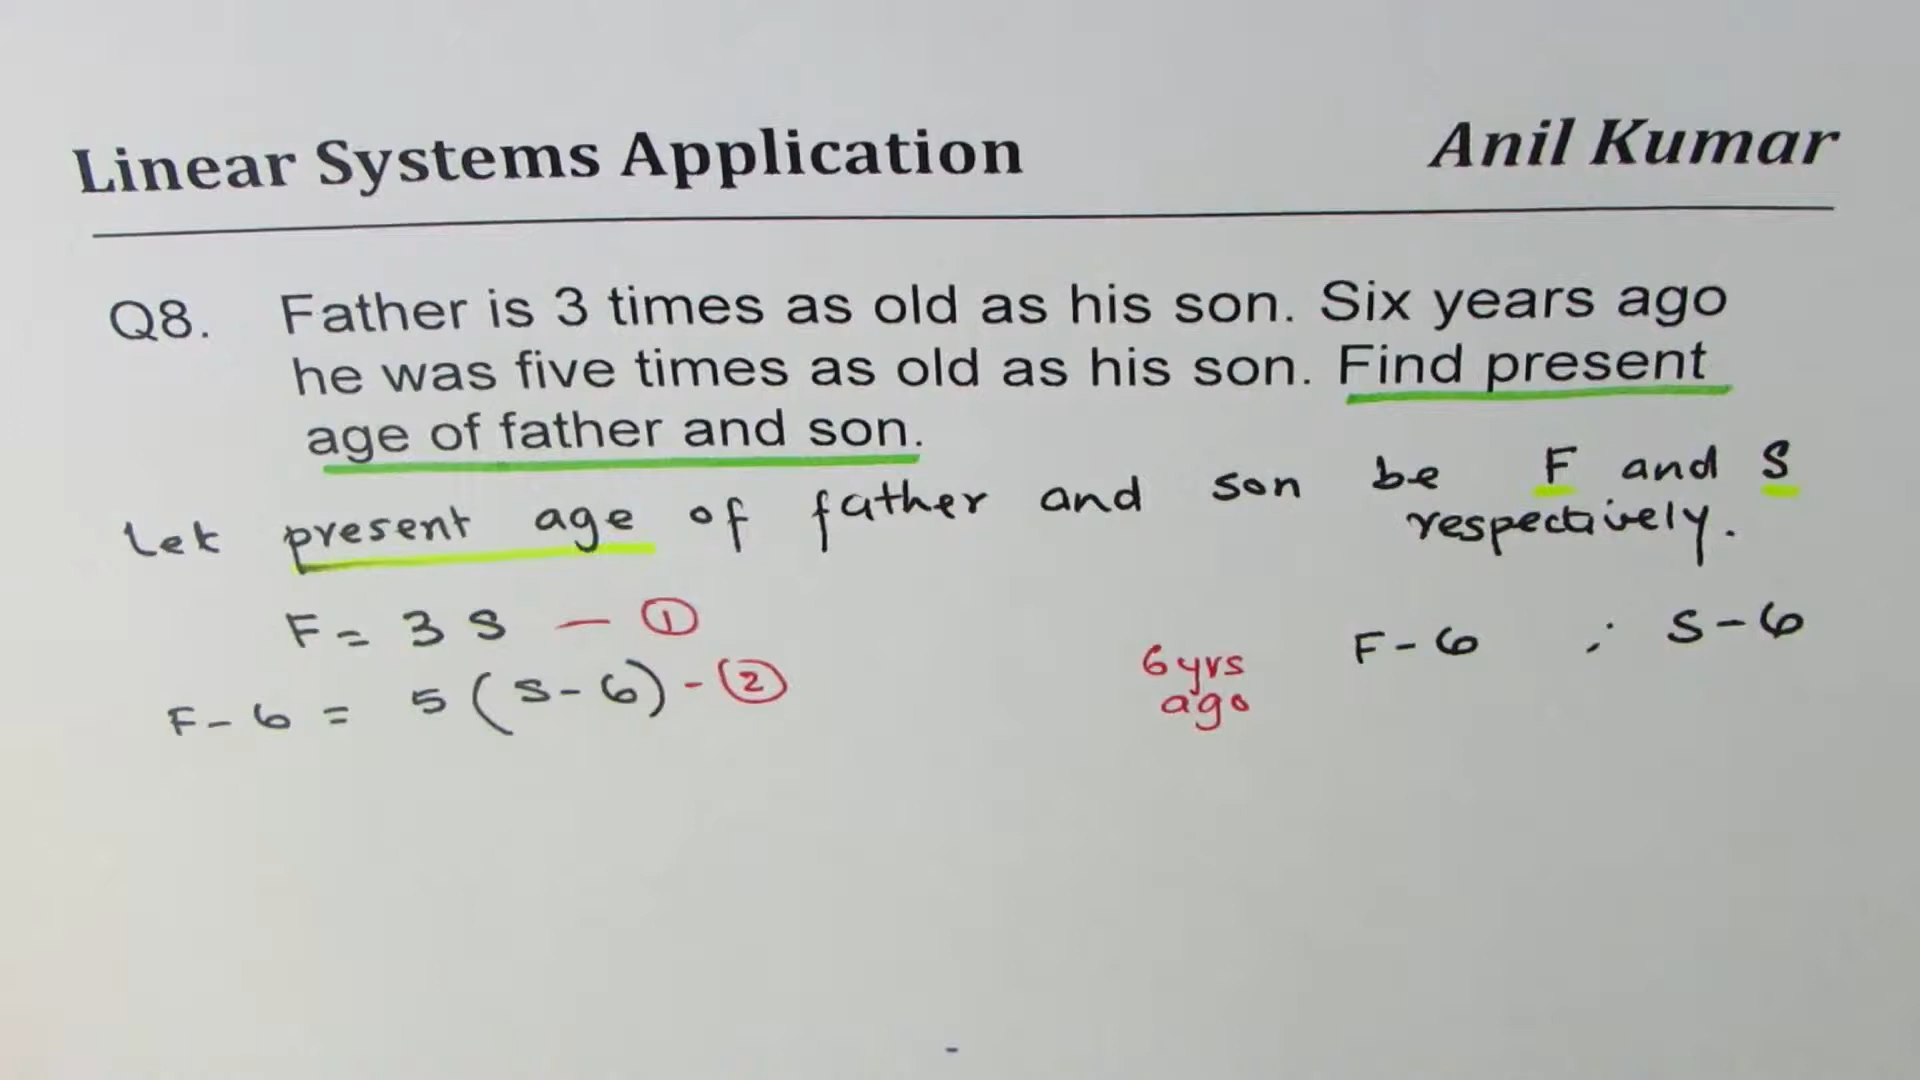 Linear Systems Application Anil Kumar
Q8. Father is 3 times as old as his son. Six years ago
he was five times as old as his son. Find present
age of father and son.
Let present age of father and son be F and S
respectively.
F = 3 S — ①
F - 6 = 5 ( S - 6 ) - ②
6 yrs
ago
F - 6 ; S - 6